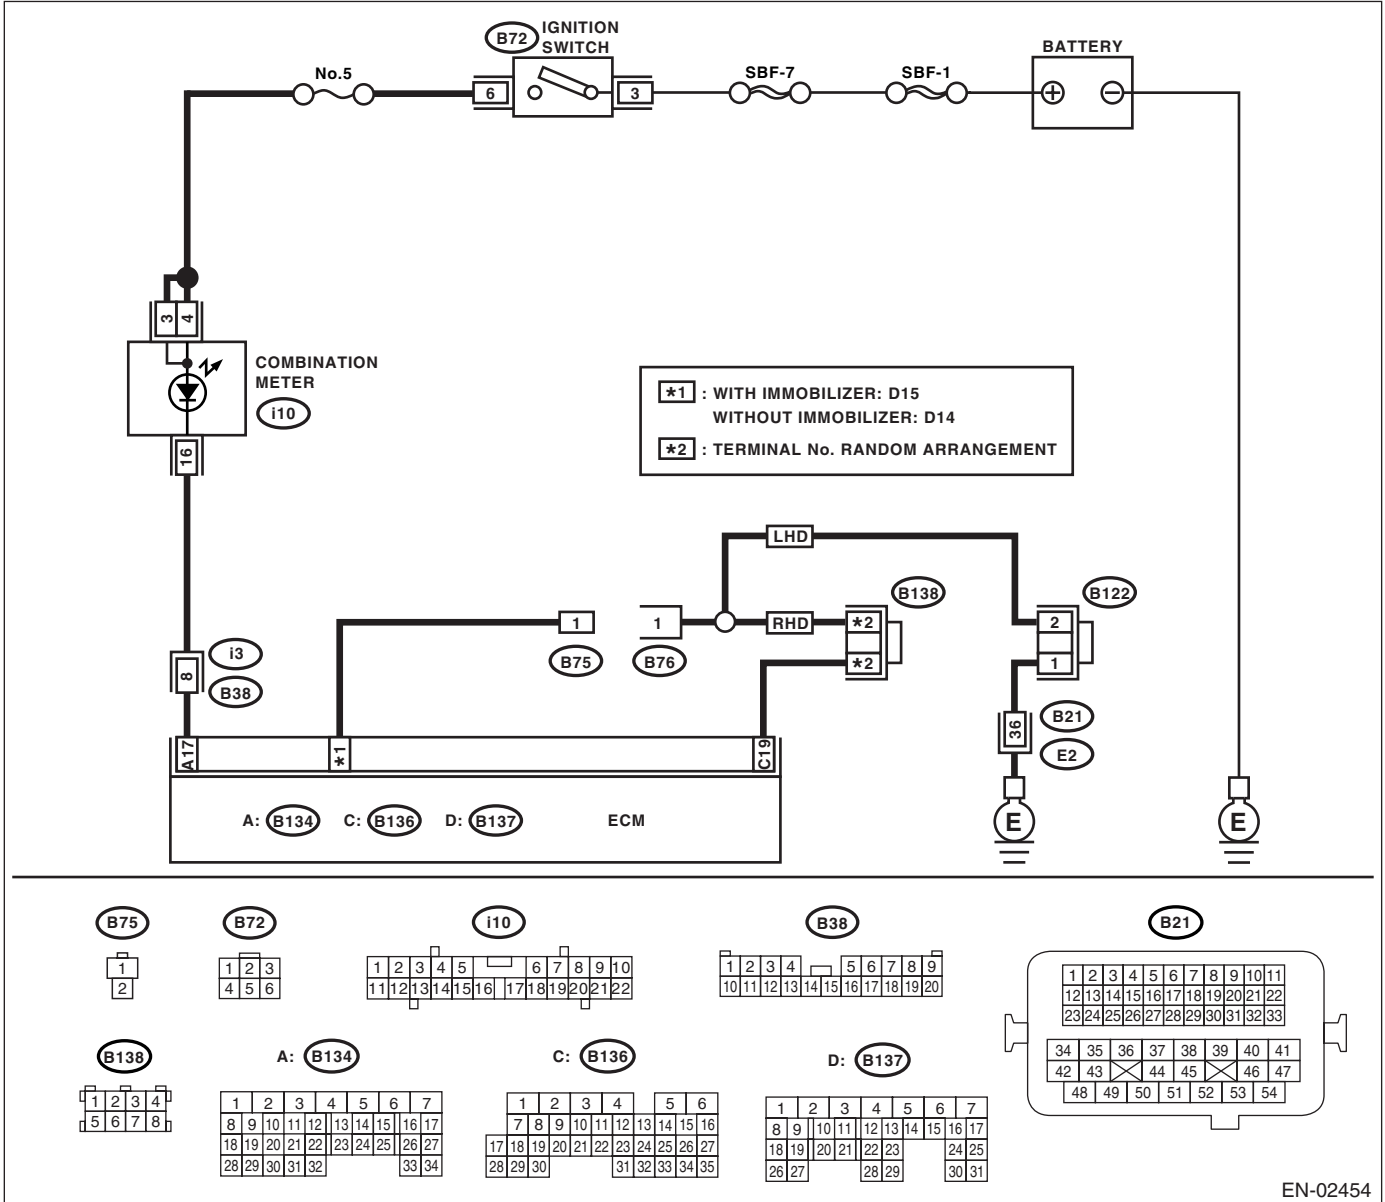 B72 IGNITION SWITCH
BATTERY
No.5
6
3
SBF-7
SBF-1
+
−
3 4
COMBINATION
METER
i10
16
*1 : WITH IMMOBILIZER: D15
WITHOUT IMMOBILIZER: D14
*2 : TERMINAL No. RANDOM ARRANGEMENT
LHD
B138
B122
1
1
RHD
*2
2
B75
B76
*2
1
i3
8
B38
B21
36
E2
A17
*1
C19
A: B134 C: B136 D: B137 ECM
E
E
B75
B72
i10
B38
B21
1
2
1 2 3
4 5 6
1 2 3 4 5 6 7 8 9 10
11 12 13 14 15 16 17 18 19 20 21 22
1 2 3 4 5 6 7 8 9
10 11 12 13 14 15 16 17 18 19 20
1 2 3 4 5 6 7 8 9 10 11
12 13 14 15 16 17 18 19 20 21 22
23 24 25 26 27 28 29 30 31 32 33
34 35 36 37 38 39 40 41
42 43 44 45 46 47
48 49 50 51 52 53 54
B138
A: B134
C: B136
D: B137
1 2 3 4
5 6 7 8
1 2 3 4 5 6 7
8 9 10 11 12 13 14 15 16 17
18 19 20 21 22 23 24 25 26 27
28 29 30 31 32 33 34
1 2 3 4 5 6
7 8 9 10 11 12 13 14 15 16
17 18 19 20 21 22 23 24 25 26 27
28 29 30 31 32 33 34 35
1 2 3 4 5 6 7
8 9 10 11 12 13 14 15 16 17
18 19 20 21 22 23 24 25
26 27 28 29 30 31
EN-02454